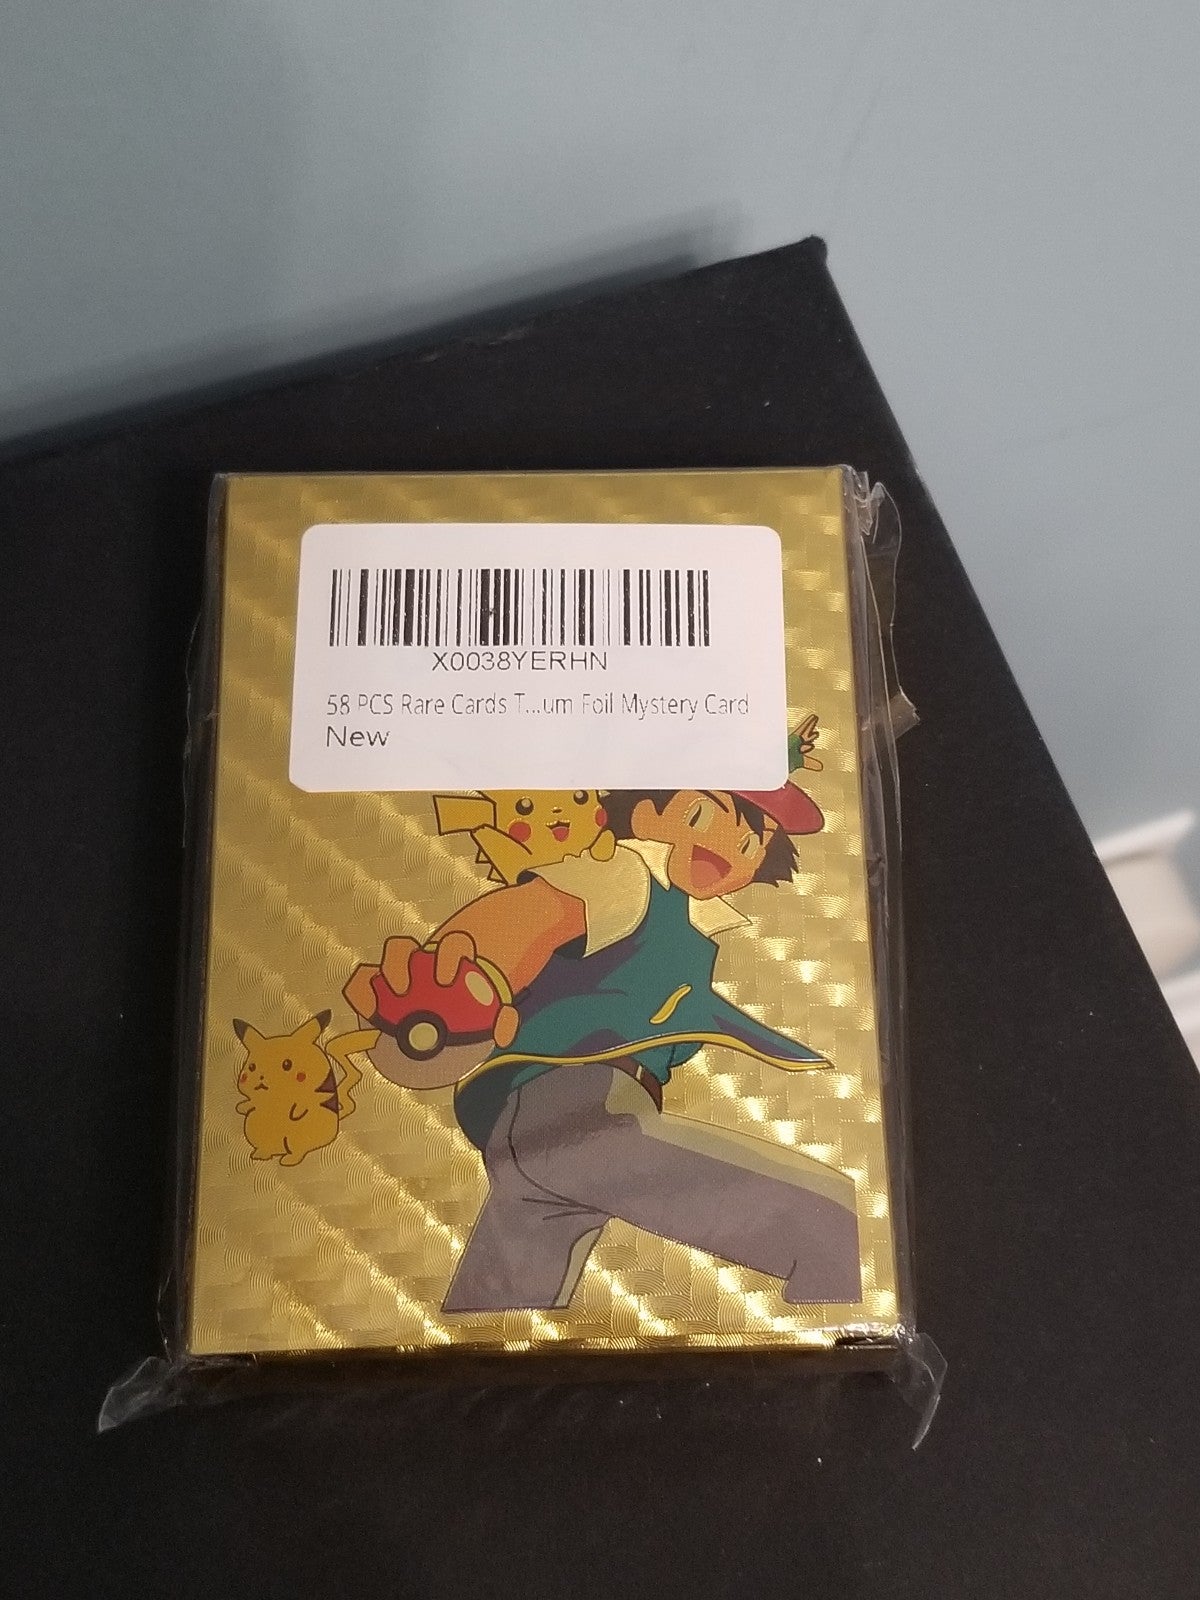 X0038YERHN
58 PCS Rare Cards T...um Foil Mystery Card
New